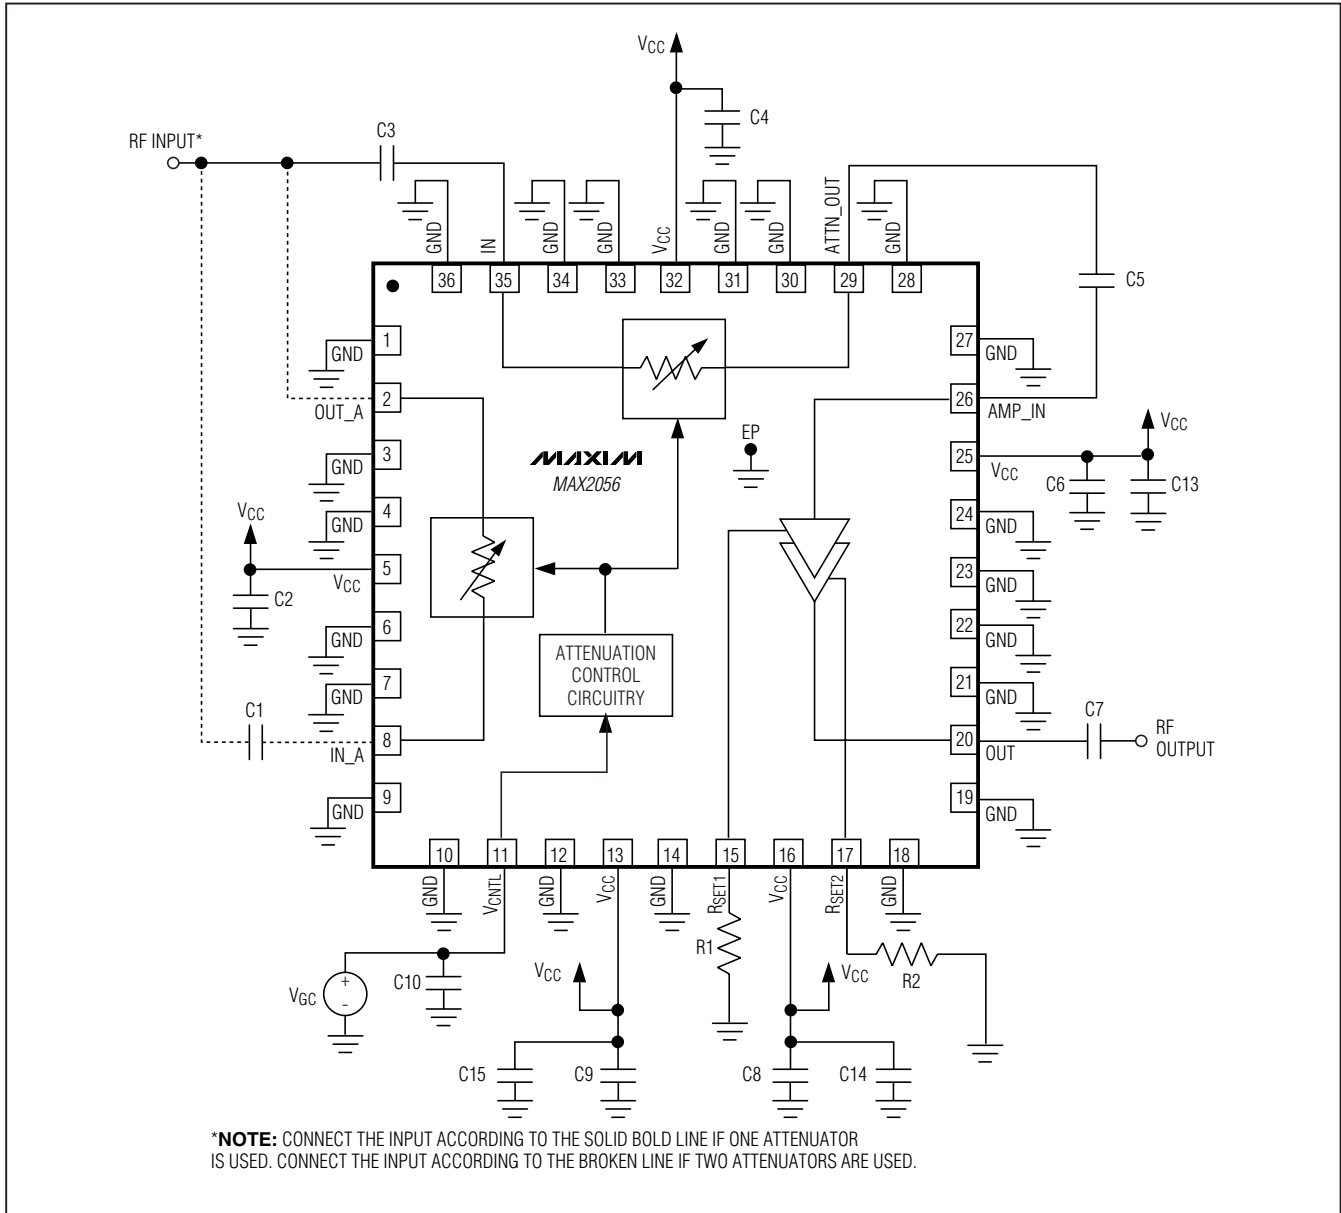 VCC
C4
RF INPUT*
C3
GND
IN
GND
GND
VCC
GND
GND
ATTN_OUT
GND
36
35
34
33
32
31
30
29
28
C5
1
GND
27
GND
2
OUT_A
26
AMP_IN
EP
MAXIM
MAX2056
3
GND
25
VCC
VCC
C6
C13
4
GND
24
GND
VCC
5
VCC
C2
23
GND
6
GND
22
GND
ATTENUATION
CONTROL
CIRCUITRY
7
GND
21
GND
C1
8
IN_A
20
OUT
C7
RF
OUTPUT
9
GND
19
GND
10
11
12
13
14
15
16
17
18
GND
VCNTL
GND
VCC
GND
RSET1
VCC
RSET2
GND
R1
VGC
+
-
C10
VCC
VCC
R2
C15
C9
C8
C14
*NOTE: CONNECT THE INPUT ACCORDING TO THE SOLID BOLD LINE IF ONE ATTENUATOR
IS USED. CONNECT THE INPUT ACCORDING TO THE BROKEN LINE IF TWO ATTENUATORS ARE USED.